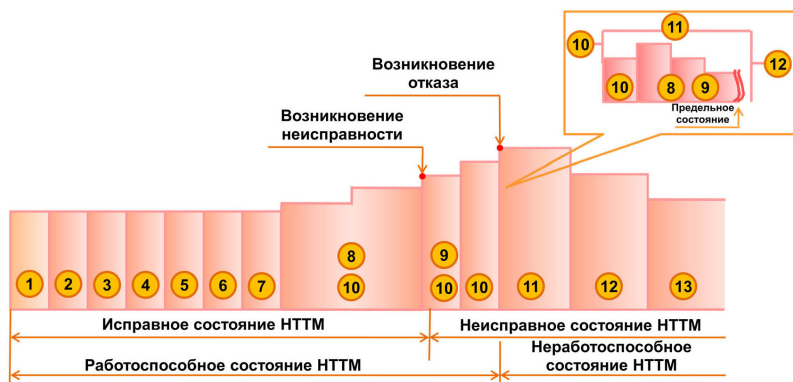 11
10
12
10
8
9
Предельное
состояние
Возникновение
отказа
Возникновение
неисправности
8
9
1
2
3
4
5
6
7
10
10
10
11
12
13
Исправное состояние НТТМ
Неисправное состояние НТТМ
Работоспособное состояние НТТМ
Неработоспособное
состояние НТТМ